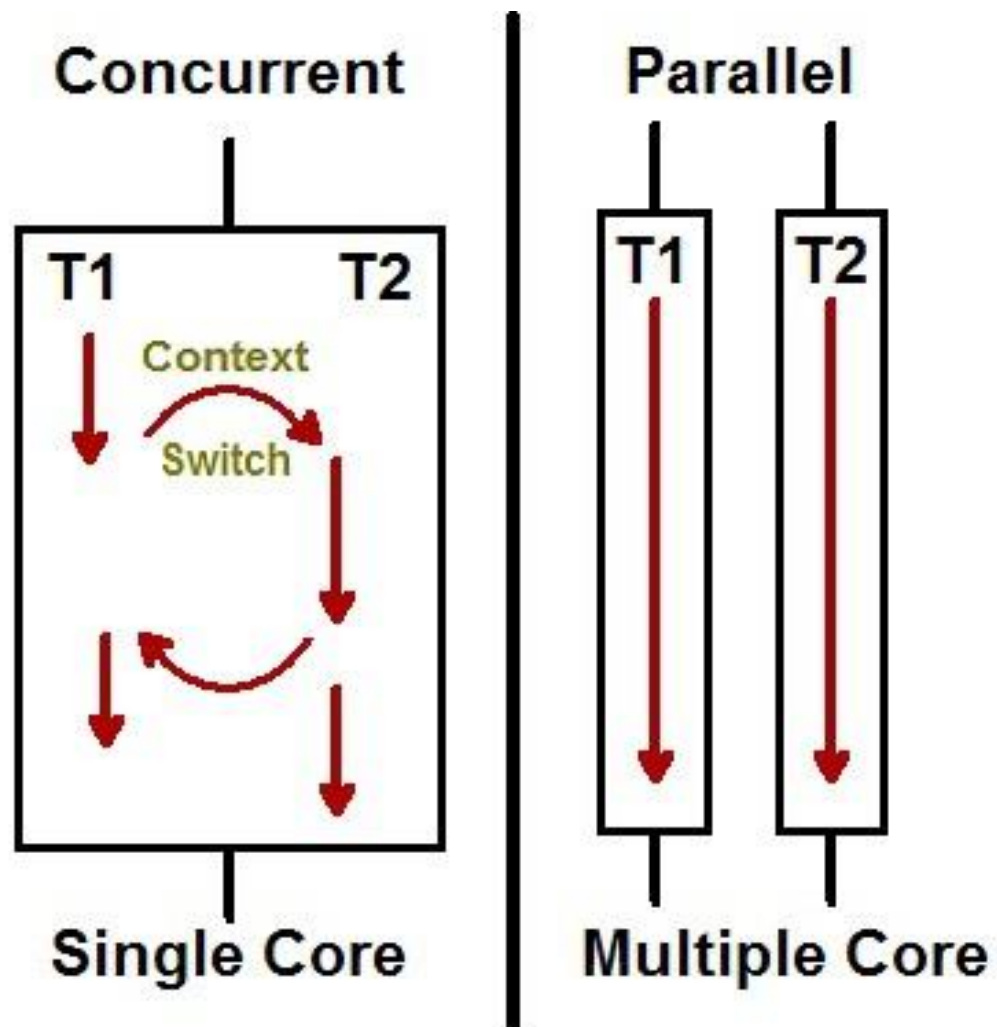 Concurrent
T1 T2
Context
Switch
Single Core
Parallel
T1 T2
Multiple Core